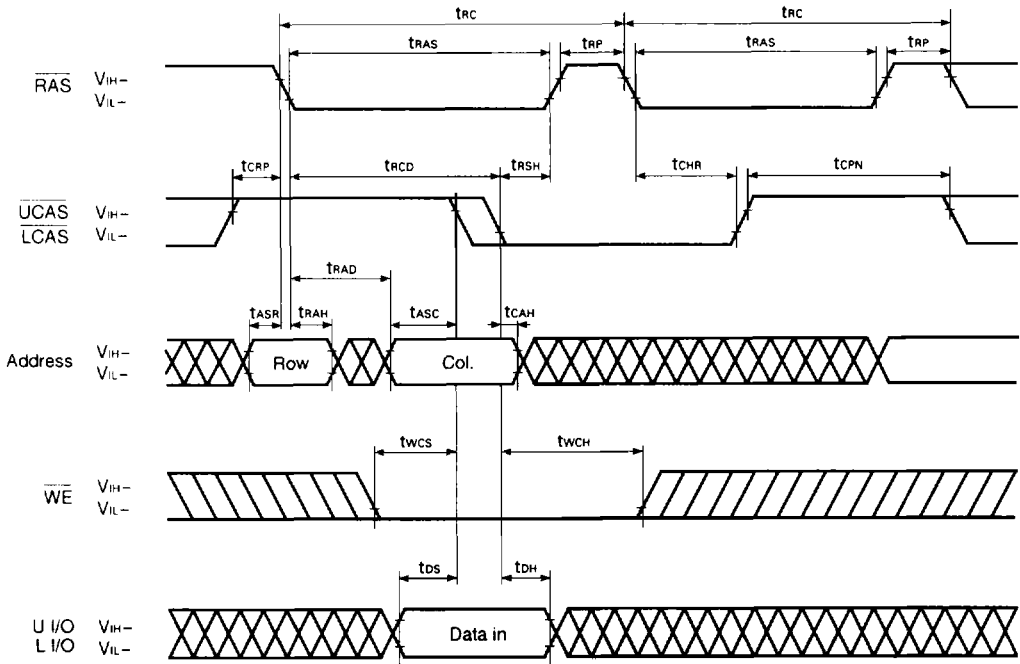 tRC tRC
tRAS tRP tRAS tRP
RAS VIH–
VIL–
tCRP tRCD tRSH tCHR tCPN
UCAS VIH–
LCAS VIL–
tRAD
tASR tRAH tASC tCAH
Address VIH–
VIL–
Row Col.
tWCS tWCH
WE VIH–
VIL–
tDS tDH
U I/O VIH–
L I/O VIL–
Data in